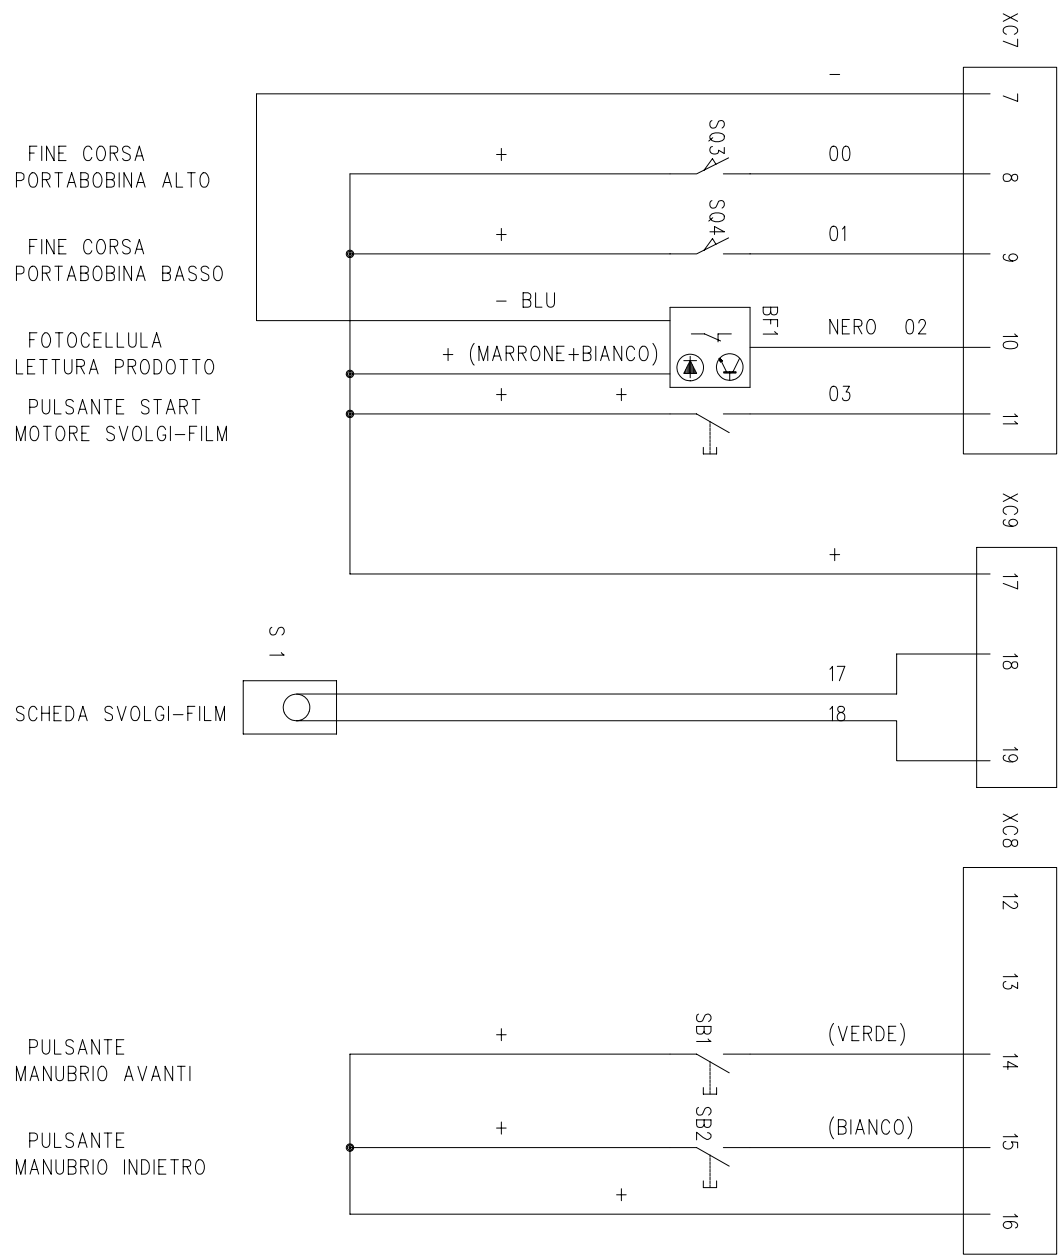 XC7
-
7
FINE CORSA
PORTABOBINA ALTO
+
SQ3
00
8
FINE CORSA
PORTABOBINA BASSO
+
SQ4
01
9
- BLU
BF1
FOTOCELLULA
LETTURA PRODOTTO
+ (MARRONE+BIANCO)
NERO 02
10
PULSANTE START
MOTORE SVOLGI-FILM
+ +
03
11
XC9
+
17
S 1
18
17
SCHEDA SVOLGI-FILM
18
19
XC8
12
13
PULSANTE
MANUBRIO AVANTI
+
SB1
(VERDE)
14
PULSANTE
MANUBRIO INDIETRO
+
SB2
(BIANCO)
15
+
16